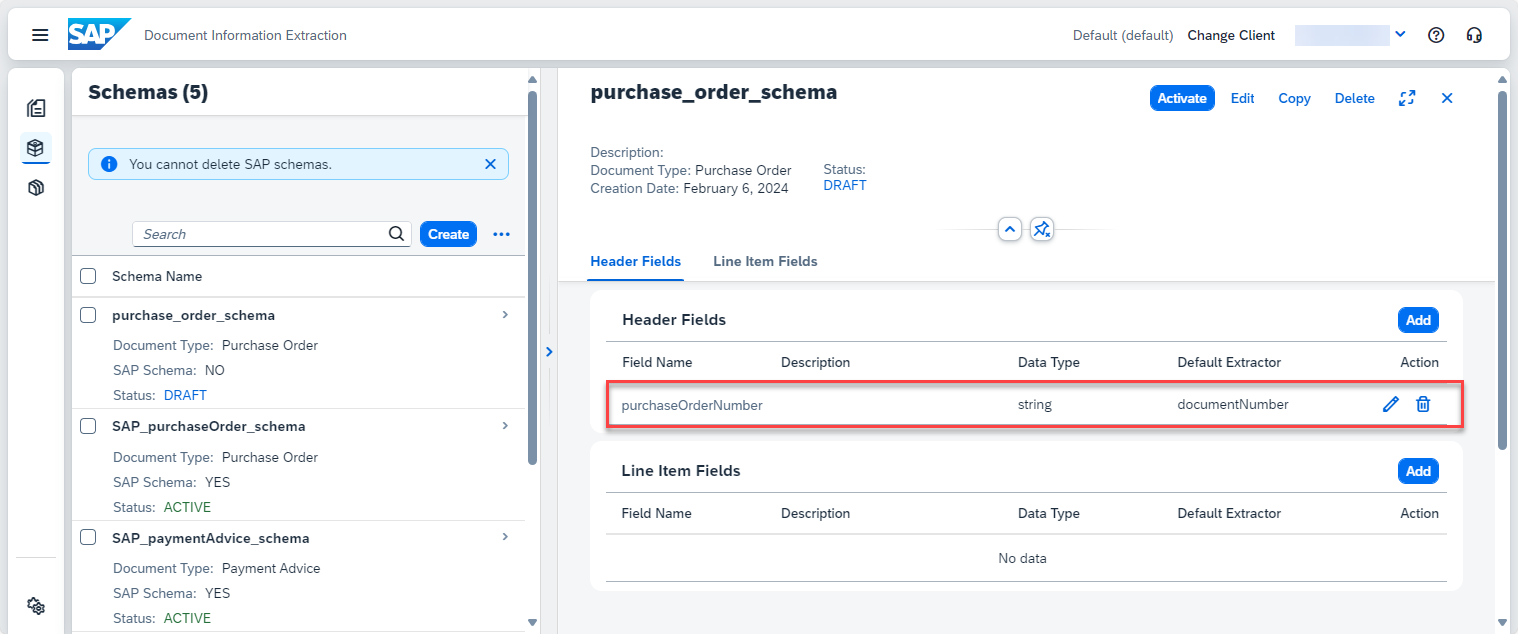 SAP Document Information Extraction Default (default) Change Client
Schemas (5)
You cannot delete SAP schemas.
Search Create
Schema Name
purchase_order_schema
Document Type: Purchase Order
SAP Schema: NO
Status: DRAFT
SAP_purchaseOrder_schema
Document Type: Purchase Order
SAP Schema: YES
Status: ACTIVE
SAP_paymentAdvice_schema
Document Type: Payment Advice
SAP Schema: YES
Status: ACTIVE
purchase_order_schema Activate Edit Copy Delete
Description:
Document Type: Purchase Order
Creation Date: February 6, 2024
Status:
DRAFT
Header Fields Line Item Fields
Header Fields Add
Field Name Description Data Type Default Extractor Action
purchaseOrderNumber string documentNumber
Line Item Fields Add
Field Name Description Data Type Default Extractor Action
No data